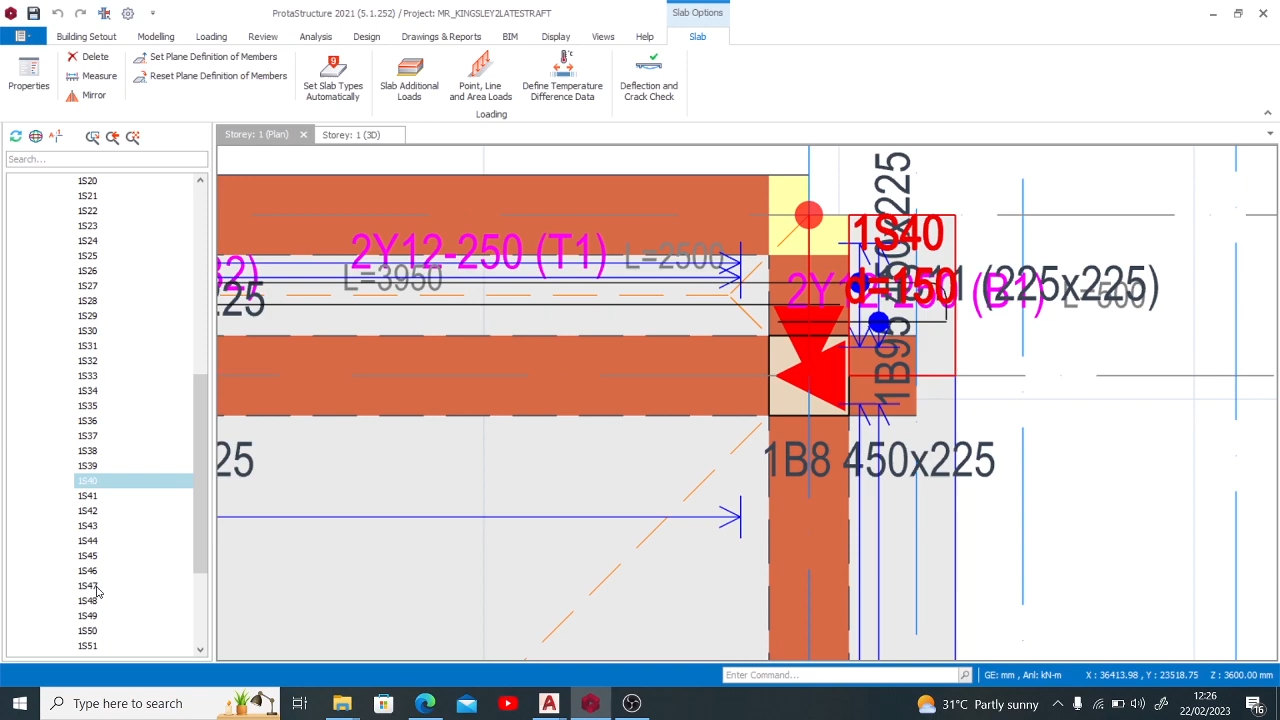 ProtaStructure 2021 (5.1.252) / Project: MR_KINGSLEY2LATESTRAFT
Slab Options
Building Setout
Modelling
Loading
Review
Analysis
Design
Drawings & Reports
BIM
Display
Views
Help
Slab
Properties
Delete
Measure
Mirror
Set Plane Definition of Members
Reset Plane Definition of Members
Set Slab Types
Automatically
Slab Additional
Loads
Point, Line
and Area Loads
Define Temperature
Difference Data
Deflection and
Crack Check
Loading
Storey: 1 (Plan)
Storey: 1 (3D)
Search...
1S20
1S21
1S22
1S23
1S24
1S25
1S26
1S27
1S28
1S29
1S30
1S31
1S32
1S33
1S34
1S35
1S36
1S37
1S38
1S39
1S40
1S41
1S42
1S43
1S44
1S45
1S46
1S47
1S48
1S49
1S50
1S51
2Y12-250 (T1)
L=2500
L=3950
1S40
d=150
(225x225)
L=500
1B8 450x225
Enter Command...
GE: mm , Anl: kN-m
X : 36413.98 , Y : 23518.75
Z : 3600.00 mm
Type here to search
31°C Partly sunny
12:26
22/02/2023